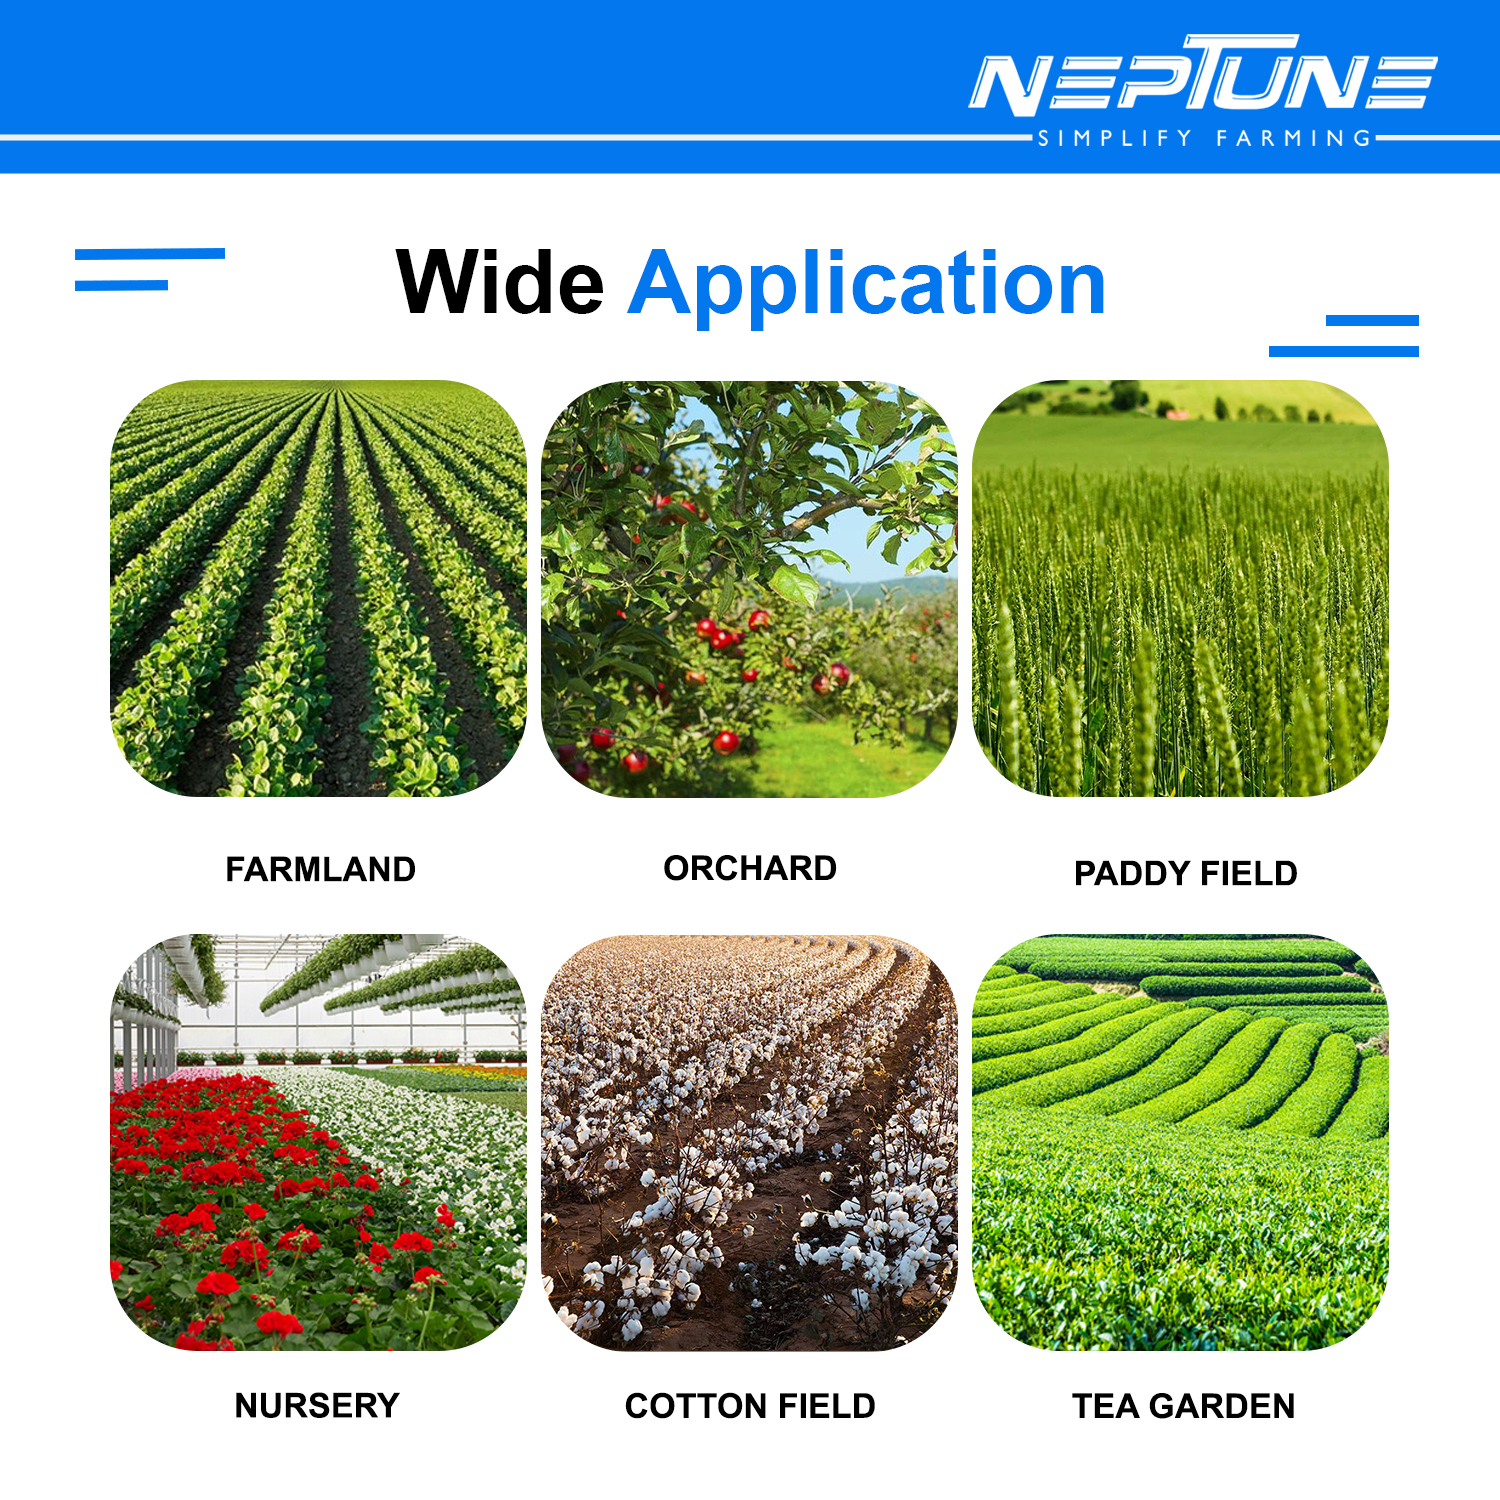 NEPTUNE
SIMPLIFY FARMING
Wide Application
FARMLAND
ORCHARD
PADDY FIELD
NURSERY
COTTON FIELD
TEA GARDEN